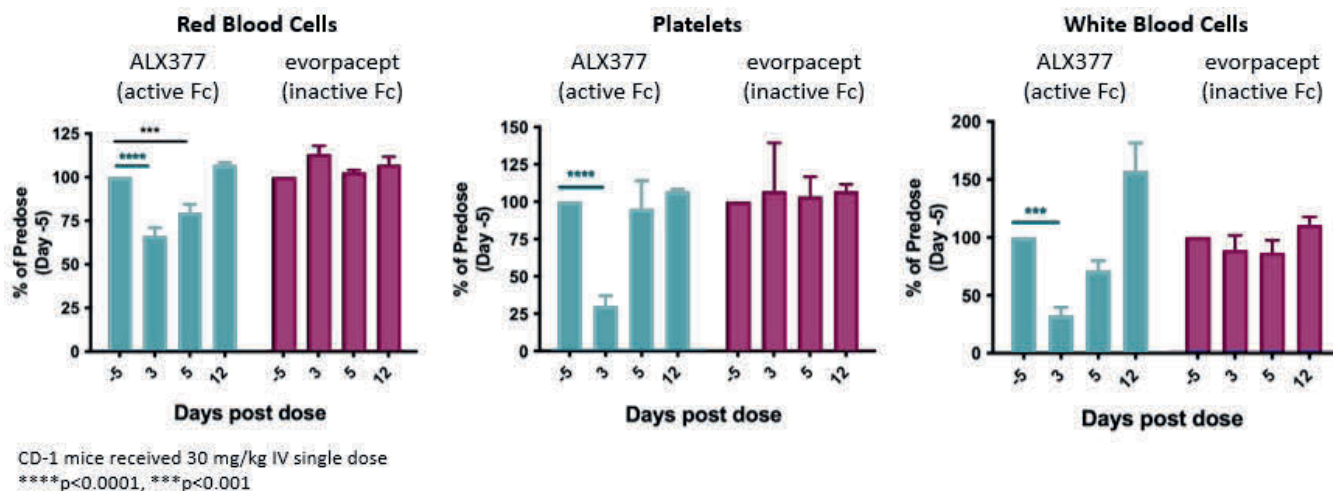 Red Blood Cells
ALX377
(active Fc)
evorpacept
(inactive Fc)
***
****
% of Predose
(Day -5)
125
100
75
50
25
0
-5 3 5 12 -5 3 5 12
Days post dose
Platelets
ALX377
(active Fc)
evorpacept
(inactive Fc)
****
% of Predose
(Day -5)
150
125
100
75
50
25
0
-5 3 5 12 -5 3 5 12
Days post dose
White Blood Cells
ALX377
(active Fc)
evorpacept
(inactive Fc)
***
% of Predose
(Day -5)
200
150
100
50
0
-5 3 5 12 -5 3 5 12
Days post dose
CD-1 mice received 30 mg/kg IV single dose
****p<0.0001, ***p<0.001